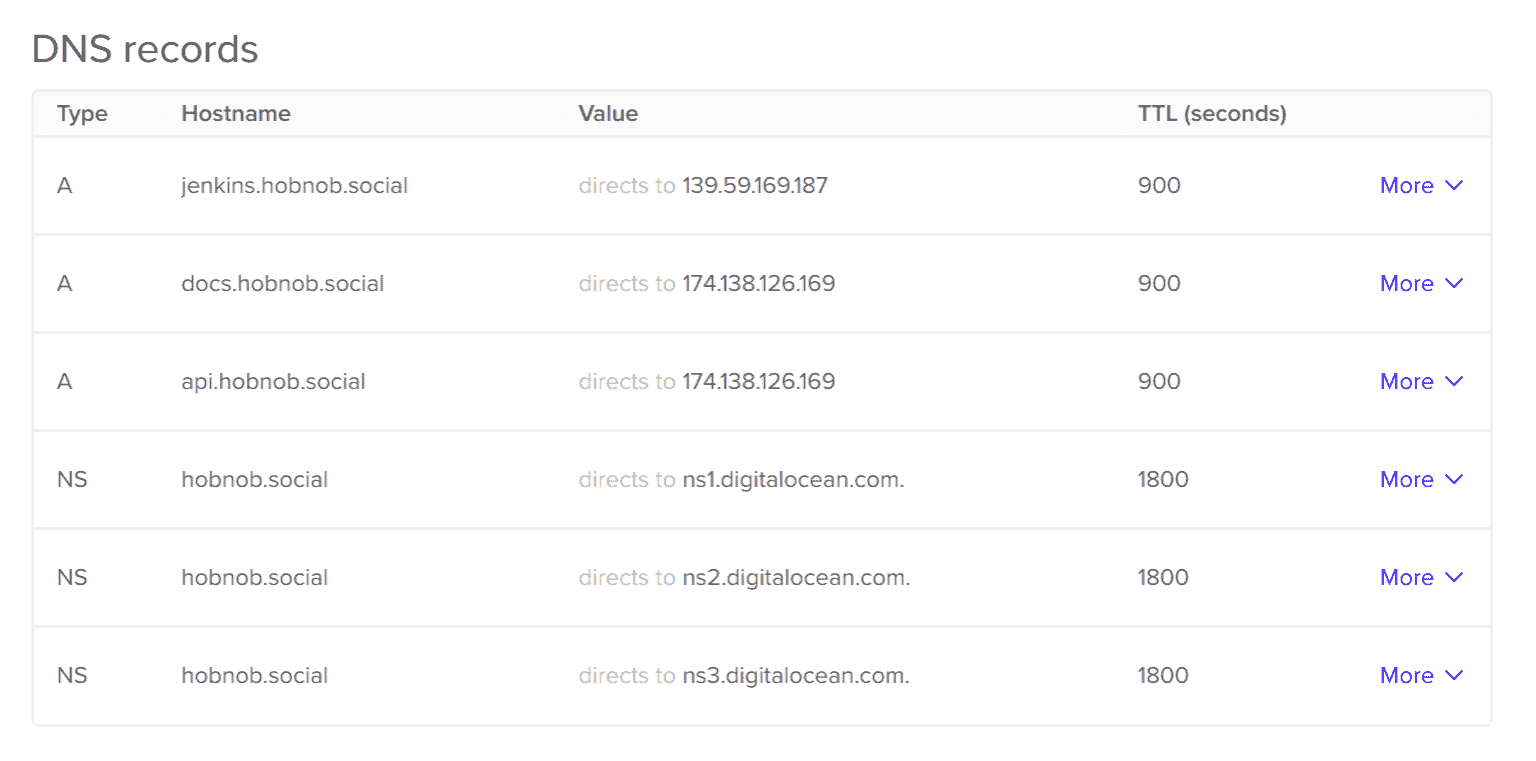 DNS records
Type Hostname Value TTL (seconds)
A jenkins.hobnob.social directs to 139.59.169.187 900 More
A docs.hobnob.social directs to 174.138.126.169 900 More
A api.hobnob.social directs to 174.138.126.169 900 More
NS hobnob.social directs to ns1.digitalocean.com. 1800 More
NS hobnob.social directs to ns2.digitalocean.com. 1800 More
NS hobnob.social directs to ns3.digitalocean.com. 1800 More